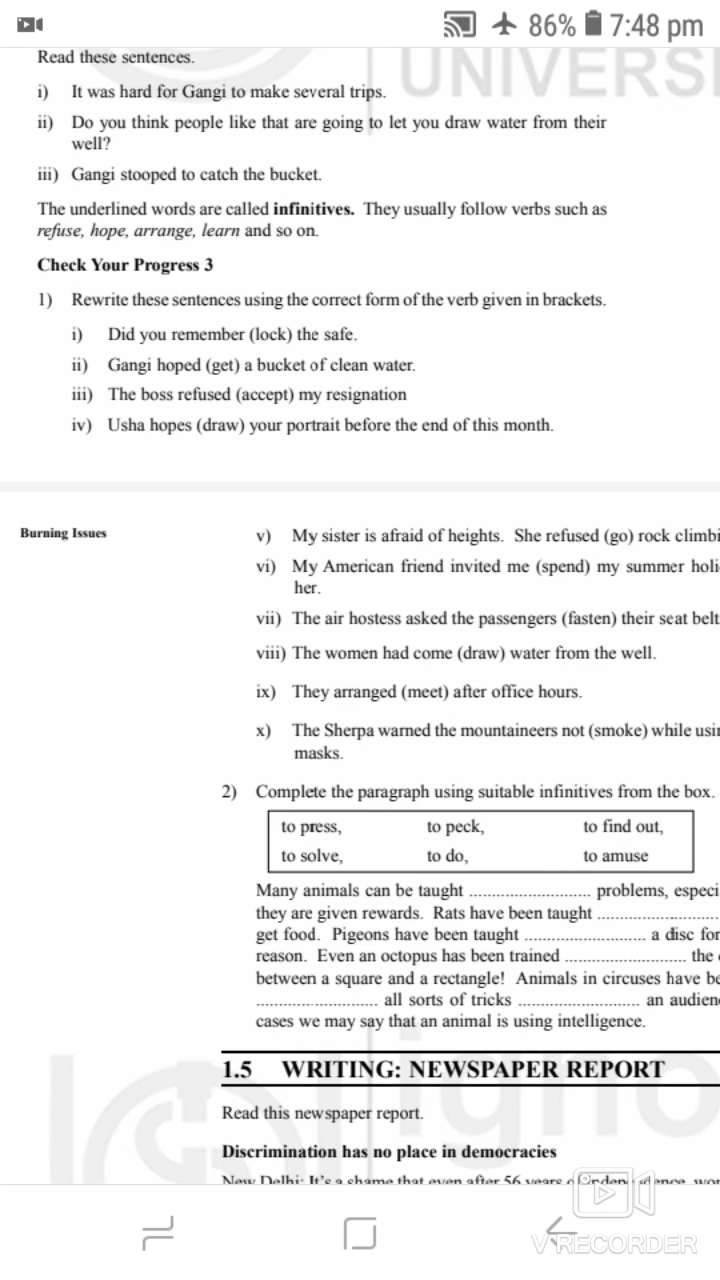 86% 7:48 pm
UNIVERSI
Read these sentences.
i) It was hard for Gangi to make several trips.
ii) Do you think people like that are going to let you draw water from their
well?
iii) Gangi stooped to catch the bucket.
The underlined words are called infinitives. They usually follow verbs such as
refuse, hope, arrange, learn and so on.
Check Your Progress 3
1) Rewrite these sentences using the correct form of the verb given in brackets.
i) Did you remember (lock) the safe.
ii) Gangi hoped (get) a bucket of clean water.
iii) The boss refused (accept) my resignation
iv) Usha hopes (draw) your portrait before the end of this month.
Burning Issues
v) My sister is afraid of heights. She refused (go) rock climbi
vi) My American friend invited me (spend) my summer holi
her.
vii) The air hostess asked the passengers (fasten) their seat belt
viii) The women had come (draw) water from the well.
ix) They arranged (meet) after office hours.
x) The Sherpa warned the mountaineers not (smoke) while usin
masks.
2) Complete the paragraph using suitable infinitives from the box.
to press, to peck, to find out,
to solve, to do, to amuse
Many animals can be taught .......................... problems, especi
they are given rewards. Rats have been taught ..........................
get food. Pigeons have been taught .......................... a disc for
reason. Even an octopus has been trained .......................... the
between a square and a rectangle! Animals in circuses have be
.......................... all sorts of tricks .......................... an audien
cases we may say that an animal is using intelligence.
1.5 WRITING: NEWSPAPER REPORT
igno
Read this newspaper report.
Discrimination has no place in democracies
New Delhi: It's a shame that even after 56 years
V RECORDER